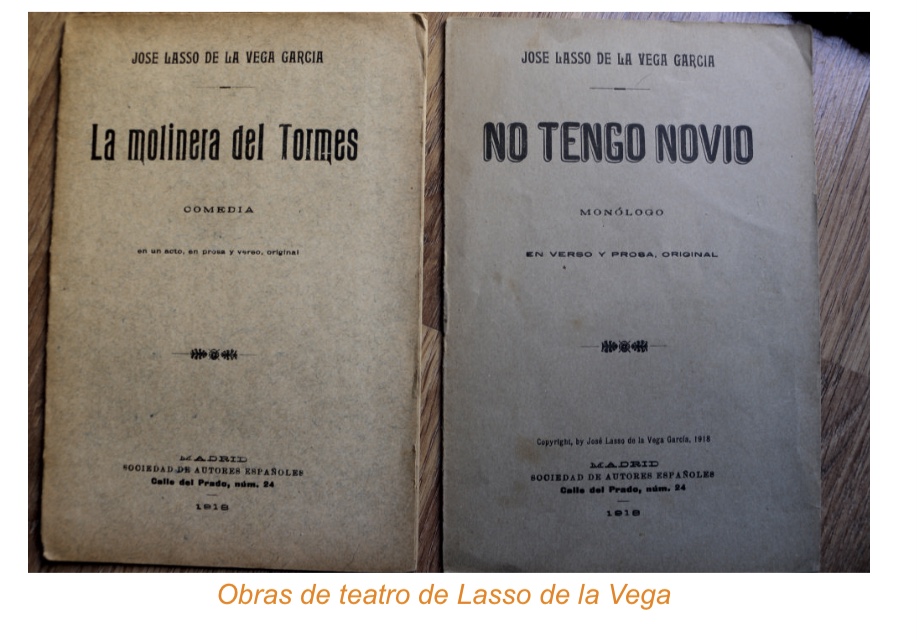 JOSE LASSO DE LA VEGA GARCIA
La molinera del Tormes
COMEDIA
en un acto, en prosa y verso, original
MADRID
SOCIEDAD DE AUTORES ESPAÑOLES
Calle del Prado, núm. 24
1918
JOSE LASSO DE LA VEGA GARCIA
NO TENGO NOVIO
MONÓLOGO
EN VERSO Y PROSA, ORIGINAL
Copyright, by José Lasso de la Vega García, 1918
MADRID
SOCIEDAD DE AUTORES ESPAÑOLES
Calle del Prado, núm. 24
1918
Obras de teatro de Lasso de la Vega